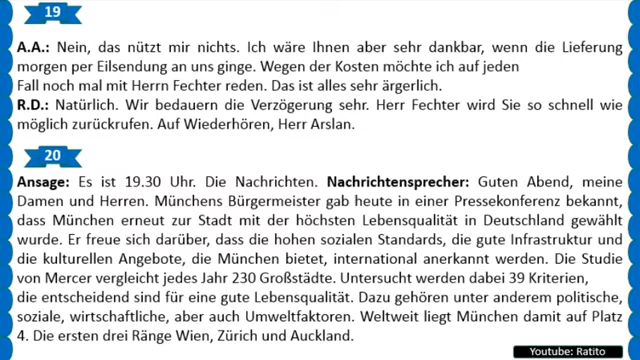 19
A.A.: Nein, das nützt mir nichts. Ich wäre Ihnen aber sehr dankbar, wenn die Lieferung
morgen per Eilsendung an uns ginge. Wegen der Kosten möchte ich auf jeden
Fall noch mal mit Herrn Fechter reden. Das ist alles sehr ärgerlich.
R.D.: Natürlich. Wir bedauern die Verzögerung sehr. Herr Fechter wird Sie so schnell wie
möglich zurückrufen. Auf Wiederhören, Herr Arslan.
20
Ansage: Es ist 19.30 Uhr. Die Nachrichten. Nachrichtensprecher: Guten Abend, meine
Damen und Herren. Münchens Bürgermeister gab heute in einer Pressekonferenz bekannt,
dass München erneut zur Stadt mit der höchsten Lebensqualität in Deutschland gewählt
wurde. Er freue sich darüber, dass die hohen sozialen Standards, die gute Infrastruktur und
die kulturellen Angebote, die München bietet, international anerkannt werden. Die Studie
von Mercer vergleicht jedes Jahr 230 Großstädte. Untersucht werden dabei 39 Kriterien,
die entscheidend sind für eine gute Lebensqualität. Dazu gehören unter anderem politische,
soziale, wirtschaftliche, aber auch Umweltfaktoren. Weltweit liegt München damit auf Platz
4. Die ersten drei Ränge Wien, Zürich und Auckland.
Youtube: Ratito